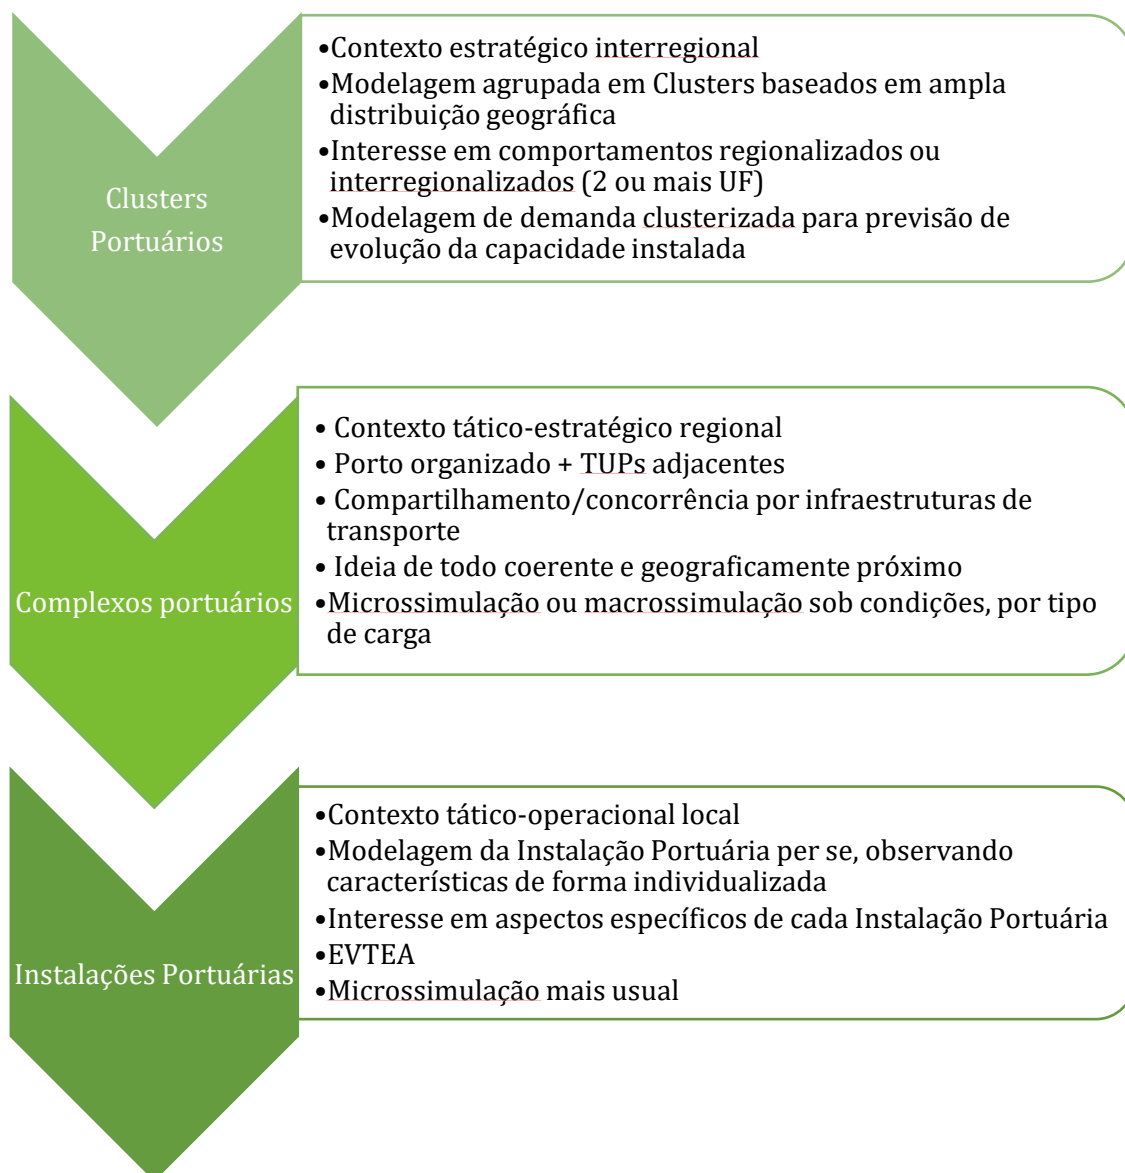 Clusters
Portuários
•Contexto estratégico interregional
•Modelagem agrupada em Clusters baseados em ampla
distribuição geográfica
•Interesse em comportamentos regionalizados ou
interregionalizados (2 ou mais UF)
•Modelagem de demanda clusterizada para previsão de
evolução da capacidade instalada
Complexos portuários
• Contexto tático-estratégico regional
• Porto organizado + TUPs adjacentes
• Compartilhamento/concorrência por infraestruturas de
transporte
• Ideia de todo coerente e geograficamente próximo
•Microssimulação ou macrossimulação sob condições, por tipo
de carga
Instalações Portuárias
•Contexto tático-operacional local
•Modelagem da Instalação Portuária per se, observando
características de forma individualizada
•Interesse em aspectos específicos de cada Instalação Portuária
•EVTEA
•Microssimulação mais usual